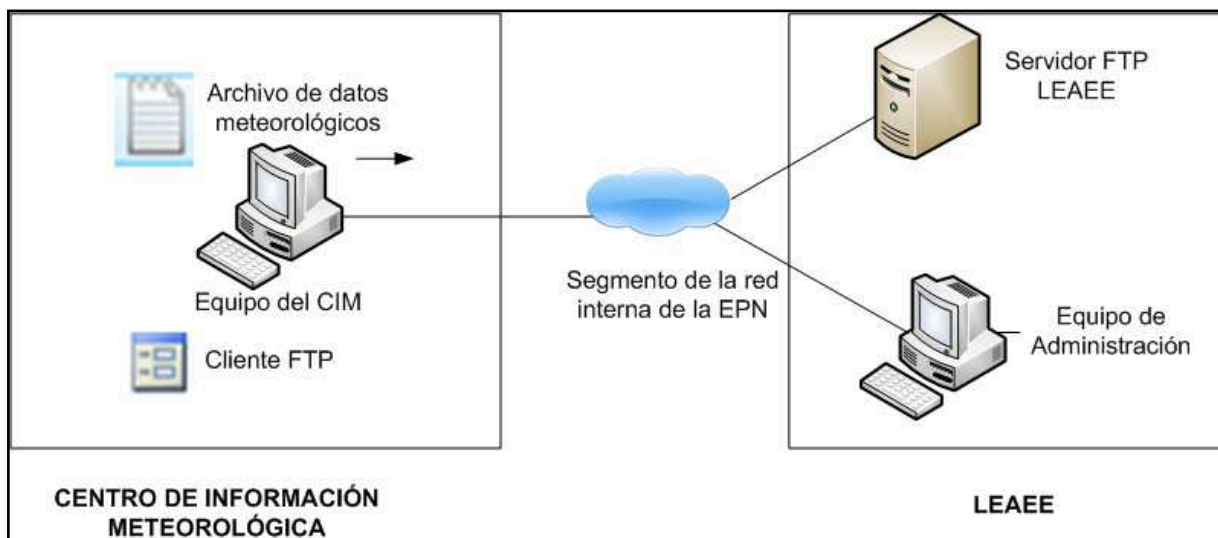 Archivo de datos
meteorológicos
Equipo del CIM
Cliente FTP
Segmento de la red
interna de la EPN
Servidor FTP
LEAEE
Equipo de
Administración
CENTRO DE INFORMACIÓN
METEOROLÓGICA
LEAEE